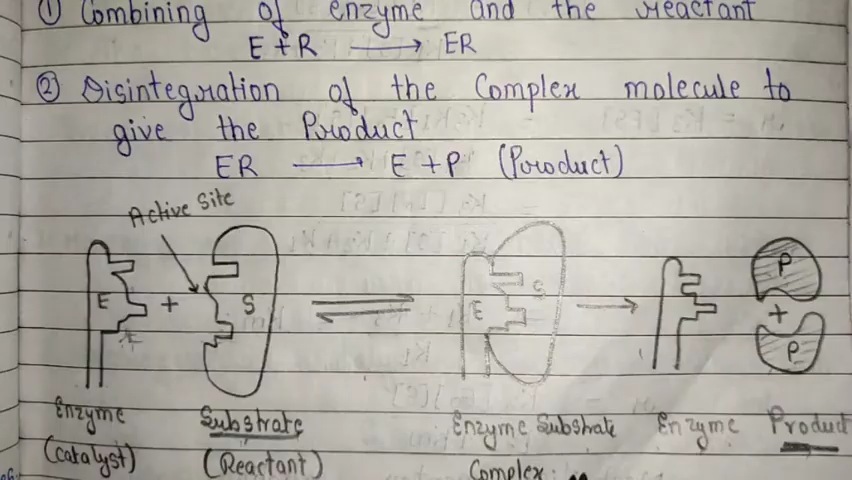 ① Combining of enzyme and the reactant
E + R → ER
② Disintegration of the Complex molecule to
give the Product
ER → E + P (Product)
Active Site
E + S ⇌ E S → P + P
Enzyme Substrate Enzyme Substrate Enzyme Product
(Catalyst) (Reactant) Complex